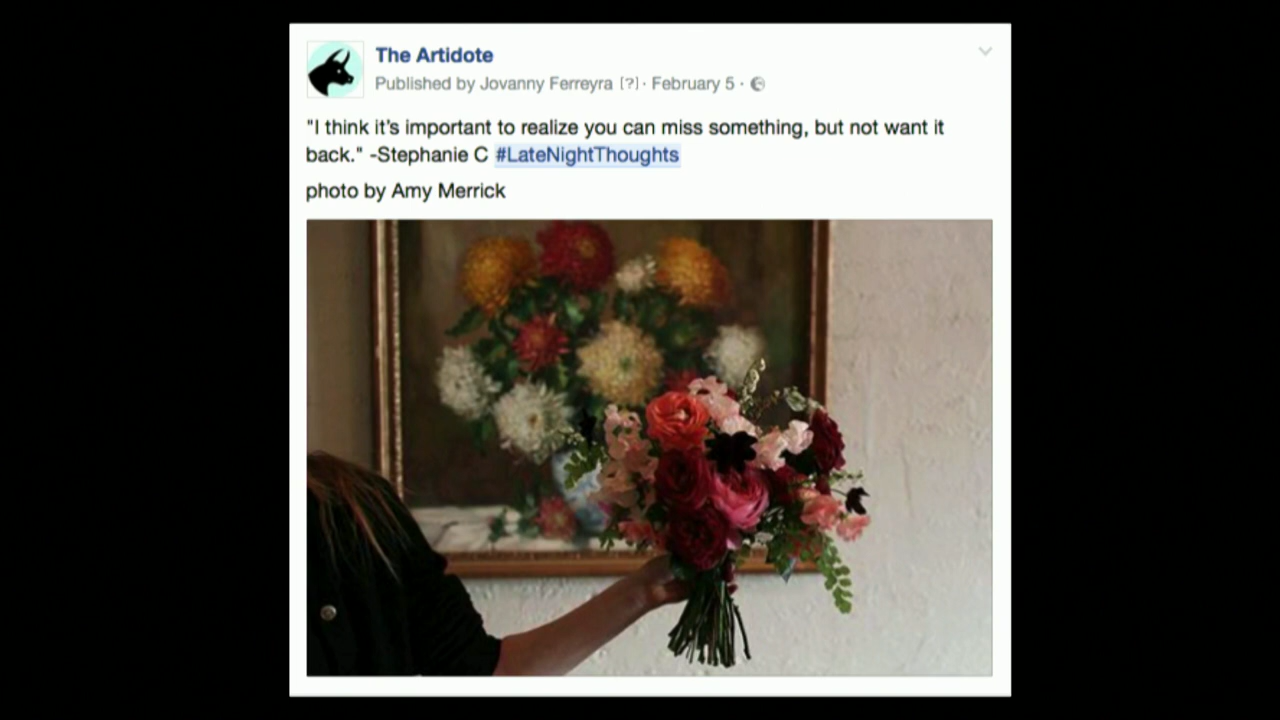 The Artidote
Published by Jovanny Ferreyra [?] · February 5 ·
"I think it's important to realize you can miss something, but not want it
back." -Stephanie C #LateNightThoughts
photo by Amy Merrick